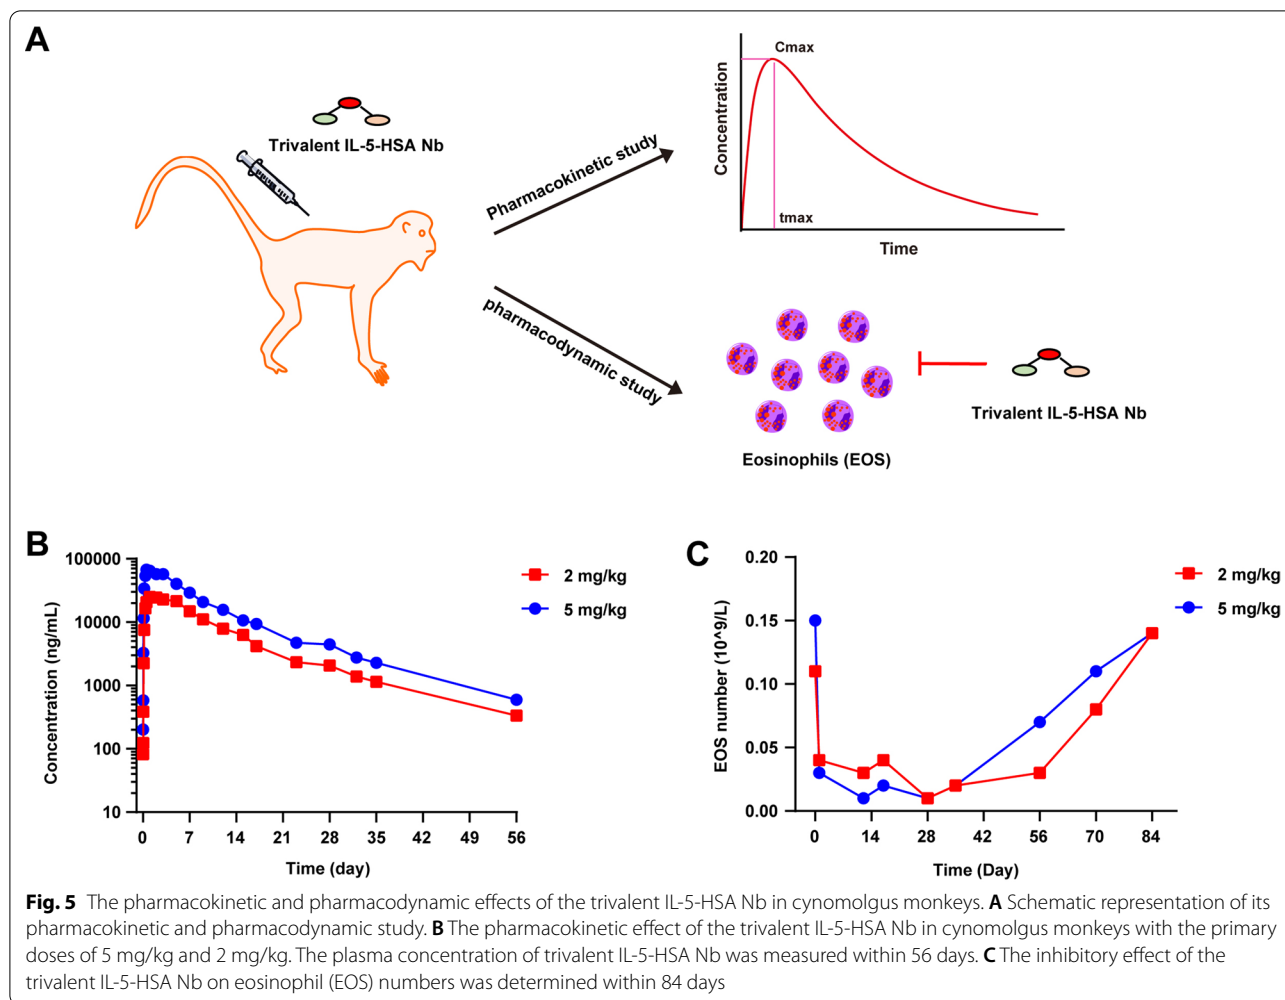 A
Trivalent IL-5-HSA Nb
Pharmacokinetic study
pharmacodynamic study
Concentration
Cmax
tmax
Time
Eosinophils (EOS)
Trivalent IL-5-HSA Nb
B
Concentration (ng/mL)
100000
10000
1000
100
10
0 7 14 21 28 35 42 49 56
Time (day)
2 mg/kg
5 mg/kg
C
EOS number (10^9/L)
0.20
0.15
0.10
0.05
0.00
0 14 28 42 56 70 84
Time (Day)
2 mg/kg
5 mg/kg
Fig. 5 The pharmacokinetic and pharmacodynamic effects of the trivalent IL-5-HSA Nb in cynomolgus monkeys. A Schematic representation of its
pharmacokinetic and pharmacodynamic study. B The pharmacokinetic effect of the trivalent IL-5-HSA Nb in cynomolgus monkeys with the primary
doses of 5 mg/kg and 2 mg/kg. The plasma concentration of trivalent IL-5-HSA Nb was measured within 56 days. C The inhibitory effect of the
trivalent IL-5-HSA Nb on eosinophil (EOS) numbers was determined within 84 days